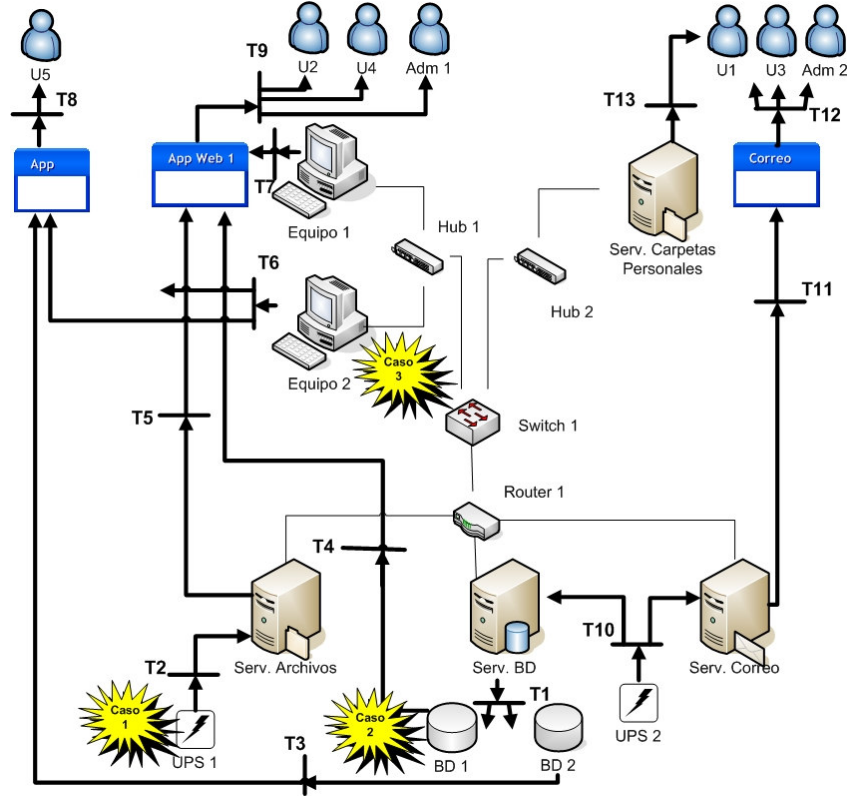 U5
U2
U4
Adm 1
U1
U3
Adm 2
T8
T9
T13
T12
App
App Web 1
Correo
T7
Equipo 1
Hub 1
Serv. Carpetas
Personales
T6
Hub 2
T11
Equipo 2
Caso
3
T5
Switch 1
Router 1
T4
T10
T2
Serv. Archivos
Serv. BD
Serv. Correo
T1
Caso
1
Caso
2
UPS 1
T3
BD 1
BD 2
UPS 2